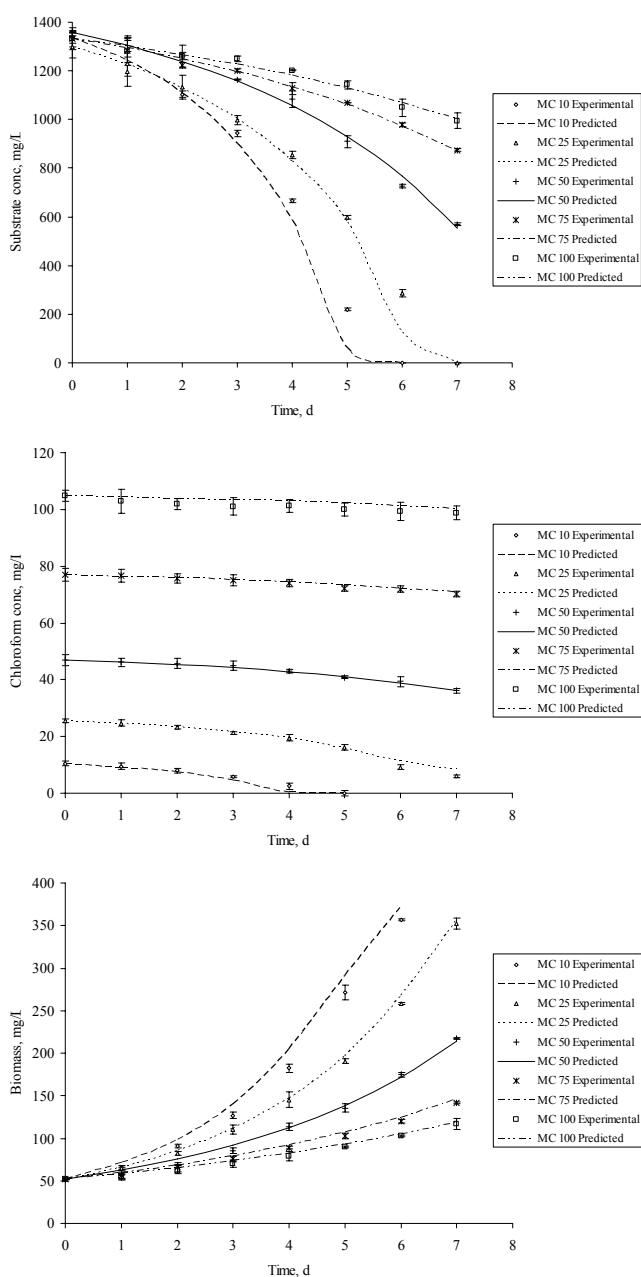 1400
1200
1000
800
600
400
200
0
Substrate conc, mg/l
0 1 2 3 4 5 6 7 8
Time, d
MC 10 Experimental
MC 10 Predicted
MC 25 Experimental
MC 25 Predicted
MC 50 Experimental
MC 50 Predicted
MC 75 Experimental
MC 75 Predicted
MC 100 Experimental
MC 100 Predicted
120
100
80
60
40
20
0
Chloroform conc, mg/l
0 1 2 3 4 5 6 7 8
Time, d
MC 10 Experimental
MC 10 Predicted
MC 25 Experimental
MC 25 Predicted
MC 50 Experimental
MC 50 Predicted
MC 75 Experimental
MC 75 Predicted
MC 100 Experimental
MC 100 Predicted
400
350
300
250
200
150
100
50
0
Biomass, mg/l
0 1 2 3 4 5 6 7 8
Time, d
MC 10 Experimental
MC 10 Predicted
MC 25 Experimental
MC 25 Predicted
MC 50 Experimental
MC 50 Predicted
MC 75 Experimental
MC 75 Predicted
MC 100 Experimental
MC 100 Predicted